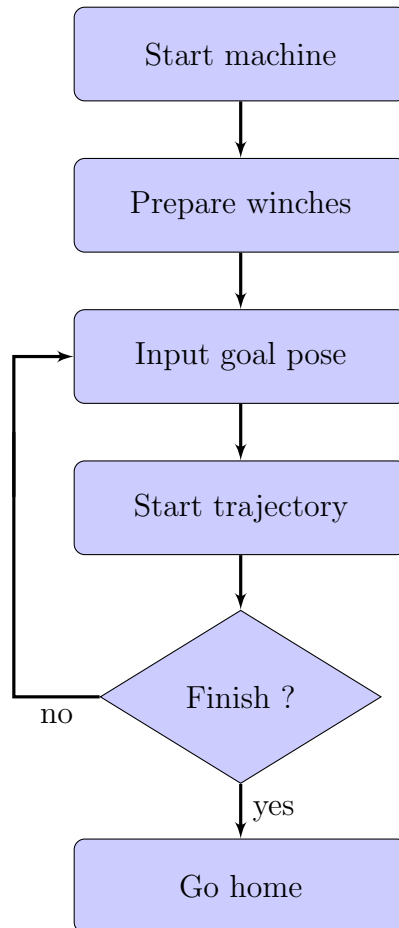 Start machine
Prepare winches
Input goal pose
Start trajectory
Finish ?
no
yes
Go home